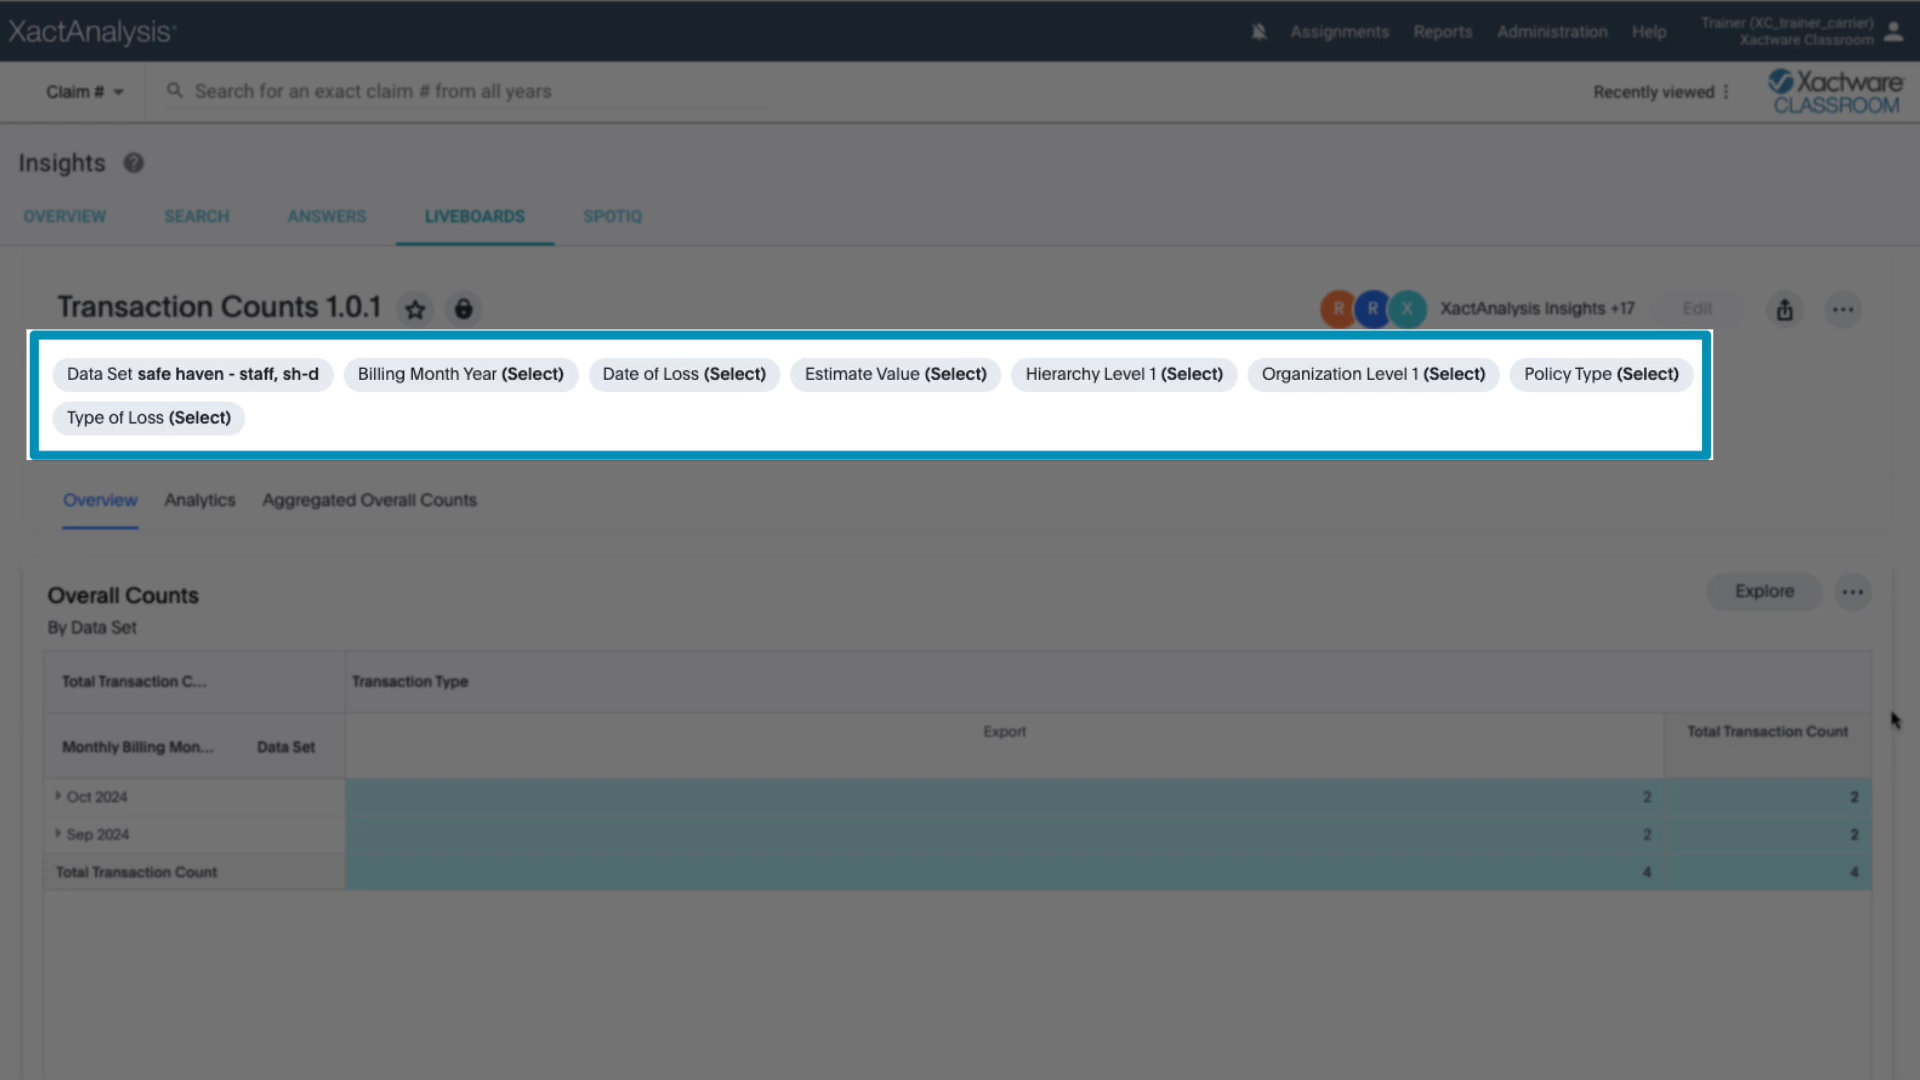 XactAnalysis
Assignments Reports Administration Help
Trainer (XC_trainer_carrier)
Xactware Classroom
Claim #
Search for an exact claim # from all years
Recently viewed
Xactware
CLASSROOM
Insights ?
OVERVIEW SEARCH ANSWERS LIVEBOARDS SPOTIQ
Transaction Counts 1.0.1
R R X XactAnalysis Insights +17 Edit
Data Set safe haven - staff, sh-d Billing Month Year (Select) Date of Loss (Select) Estimate Value (Select) Hierarchy Level 1 (Select) Organization Level 1 (Select) Policy Type (Select)
Type of Loss (Select)
Overview Analytics Aggregated Overall Counts
Overall Counts
Explore
By Data Set
Total Transaction C... Transaction Type
Export Total Transaction Count
Monthly Billing Mon... Data Set
Oct 2024 2 2
Sep 2024 2 2
Total Transaction Count 4 4